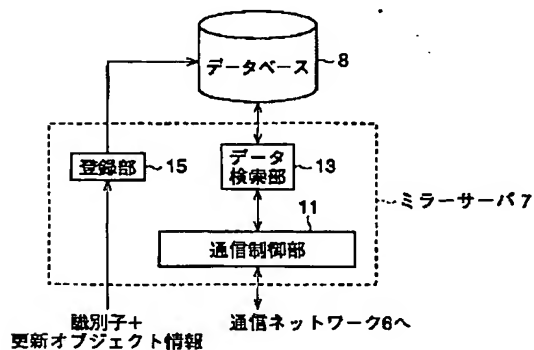 データベース
8
登録部
15
データ
検索部
13
ミラーサーバ7
11
通信制御部
識別子+
更新オブジェクト情報
通信ネットワーク6へ